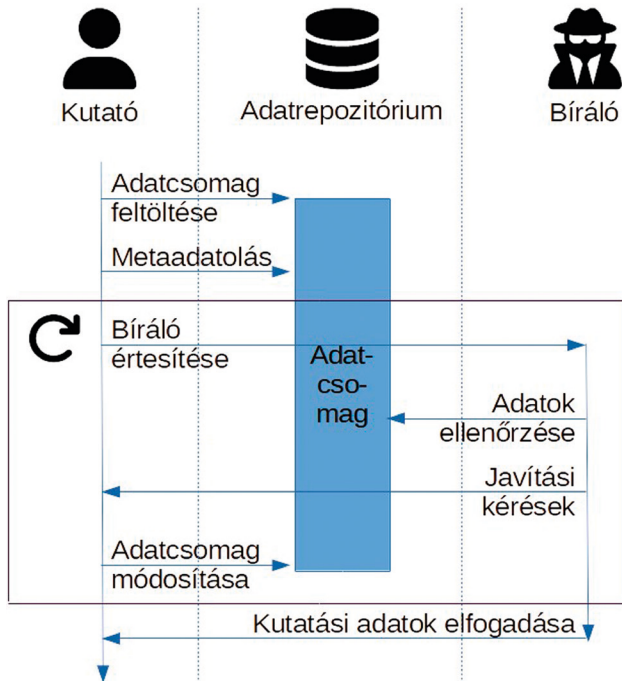 Kutató
Adatrepozitórium
Bíráló
Adatcsomag
feltöltése
Metaadatolás
Bíráló
értesítése
Adat-
cso-
mag
Adatok
ellenőrzése
Javítási
kérések
Adatcsomag
módosítása
Kutatási adatok elfogadása